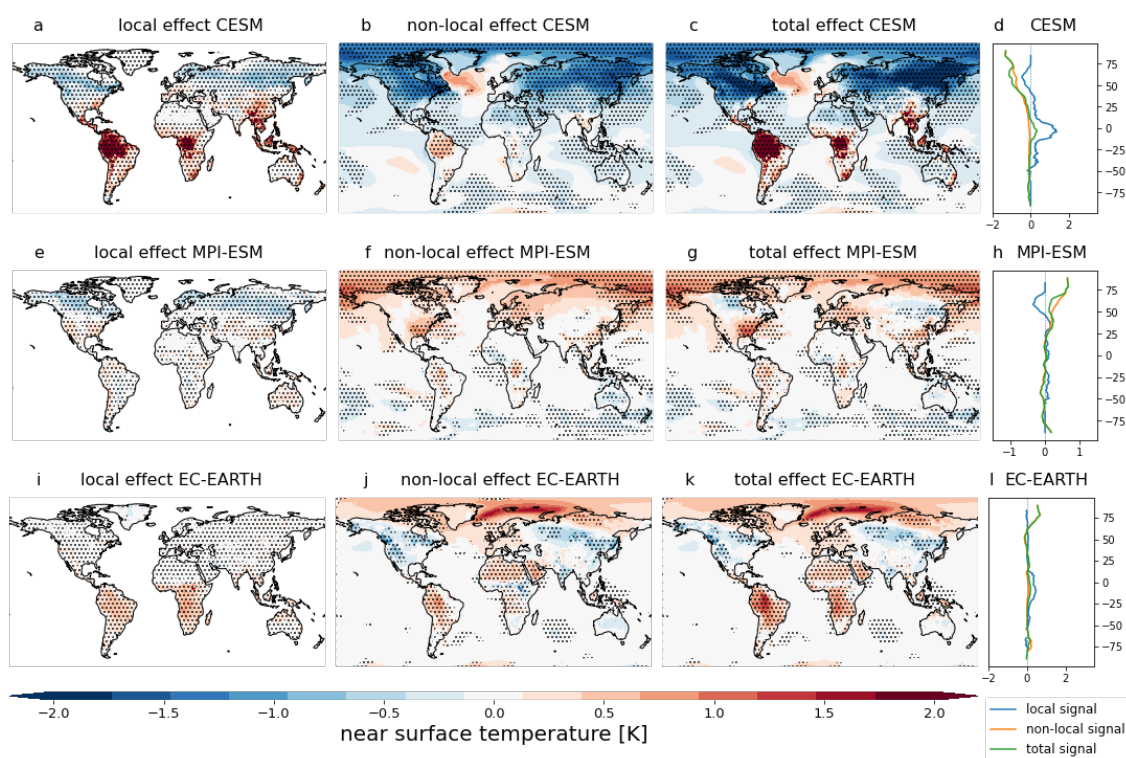 a local effect CESM
b non-local effect CESM
c total effect CESM
d CESM
75
50
25
0
−25
−50
−75
−2 0 2
e local effect MPI-ESM
f non-local effect MPI-ESM
g total effect MPI-ESM
h MPI-ESM
75
50
25
0
−25
−50
−75
−1 0 1
i local effect EC-EARTH
j non-local effect EC-EARTH
k total effect EC-EARTH
l EC-EARTH
75
50
25
0
−25
−50
−75
−2 0 2
−2.0 −1.5 −1.0 −0.5 0.0 0.5 1.0 1.5 2.0
near surface temperature [K]
local signal
non-local signal
total signal